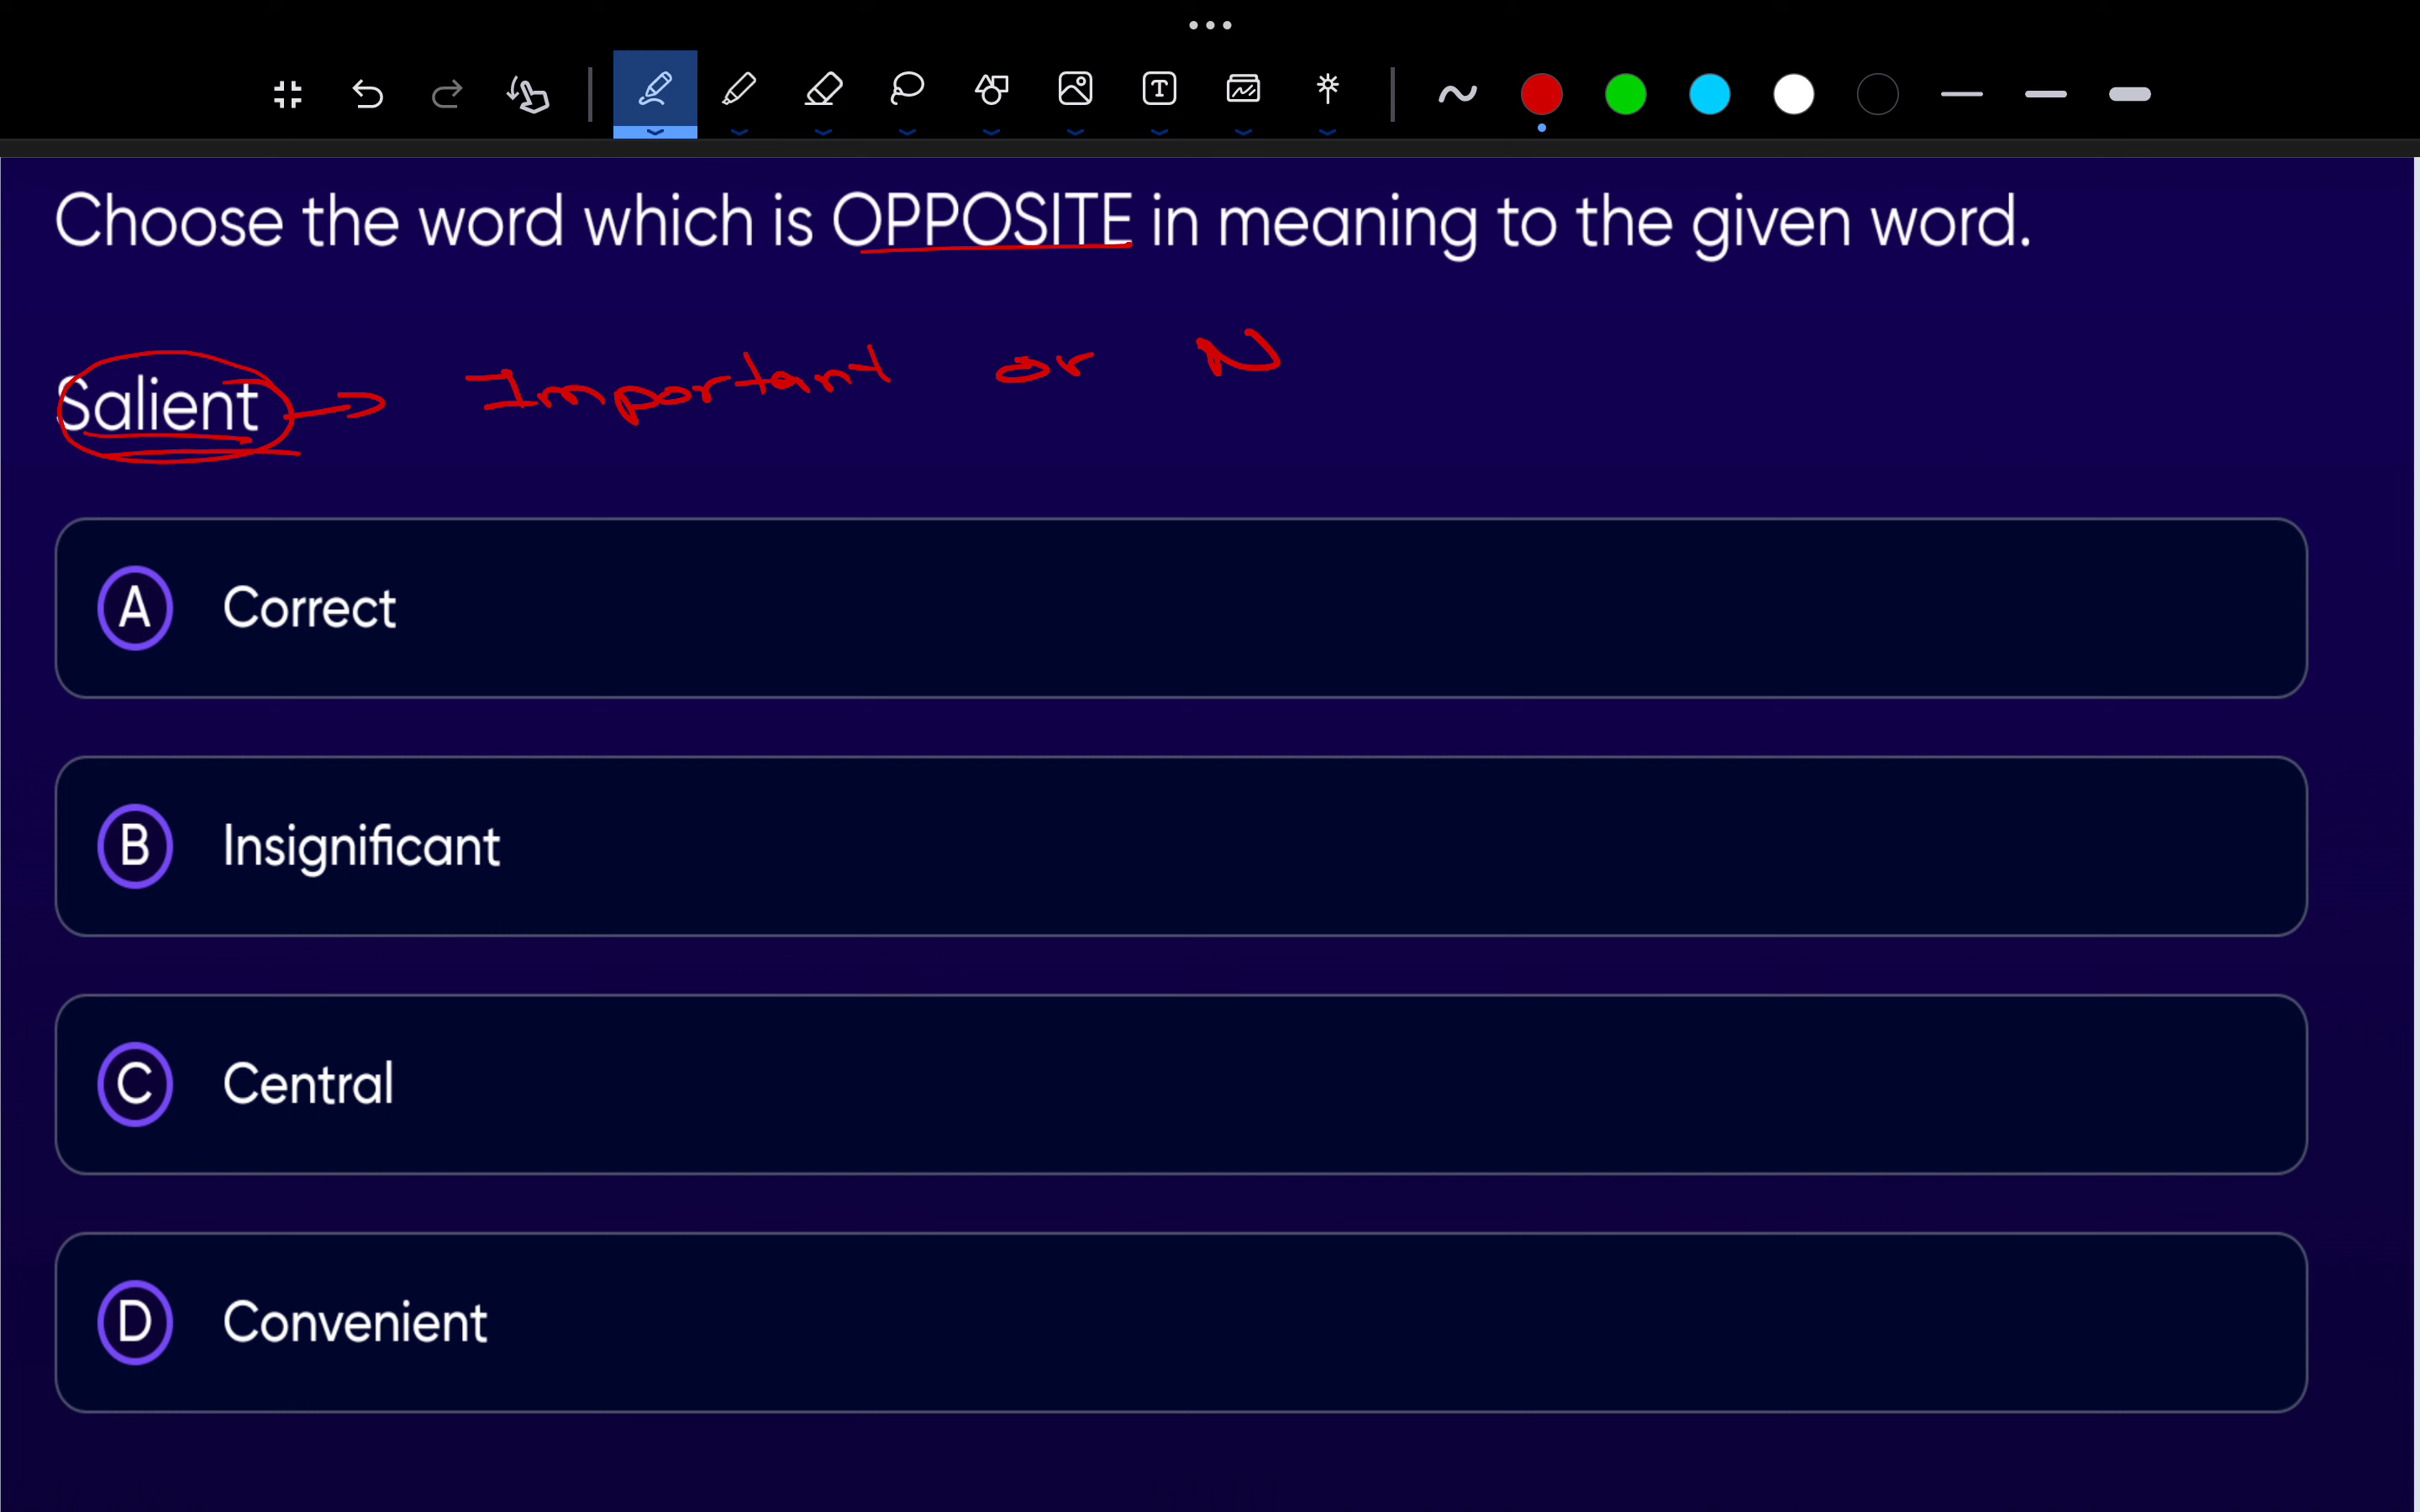 Choose the word which is OPPOSITE in meaning to the given word.
Salient Important or N
A Correct
B Insignificant
C Central
D Convenient